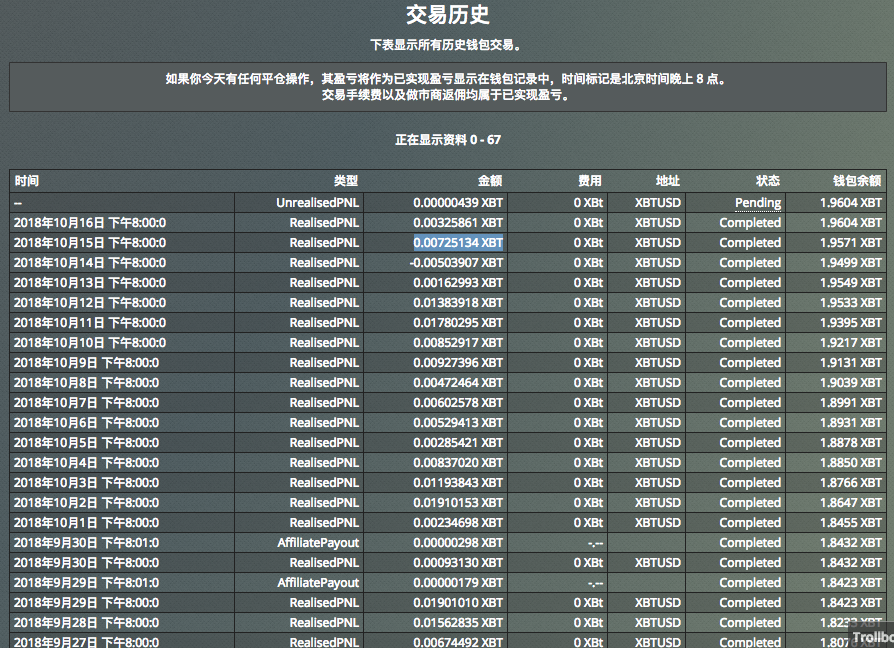 交易历史
下表显示所有历史钱包交易。
如果你今天有任何平仓操作，其盈亏将作为已实现盈亏显示在钱包记录中，时间标记是北京时间晚上 8 点。
交易手续费以及做市商返佣均属于已实现盈亏。
正在显示资料 0 - 67
时间 类型 金额 费用 地址 状态 钱包余额
-- UnrealisedPNL 0.00000439 XBT 0 XBt XBTUSD Pending 1.9604 XBT
2018年10月16日 下午8:00:0 RealisedPNL 0.00325861 XBT 0 XBt XBTUSD Completed 1.9604 XBT
2018年10月15日 下午8:00:0 RealisedPNL 0.00725134 XBT 0 XBt XBTUSD Completed 1.9571 XBT
2018年10月14日 下午8:00:0 RealisedPNL -0.00503907 XBT 0 XBt XBTUSD Completed 1.9499 XBT
2018年10月13日 下午8:00:0 RealisedPNL 0.00162993 XBT 0 XBt XBTUSD Completed 1.9549 XBT
2018年10月12日 下午8:00:0 RealisedPNL 0.01383918 XBT 0 XBt XBTUSD Completed 1.9533 XBT
2018年10月11日 下午8:00:0 RealisedPNL 0.01780295 XBT 0 XBt XBTUSD Completed 1.9395 XBT
2018年10月10日 下午8:00:0 RealisedPNL 0.00852917 XBT 0 XBt XBTUSD Completed 1.9217 XBT
2018年10月9日 下午8:00:0 RealisedPNL 0.00927396 XBT 0 XBt XBTUSD Completed 1.9131 XBT
2018年10月8日 下午8:00:0 RealisedPNL 0.00472464 XBT 0 XBt XBTUSD Completed 1.9039 XBT
2018年10月7日 下午8:00:0 RealisedPNL 0.00602578 XBT 0 XBt XBTUSD Completed 1.8991 XBT
2018年10月6日 下午8:00:0 RealisedPNL 0.00529413 XBT 0 XBt XBTUSD Completed 1.8931 XBT
2018年10月5日 下午8:00:0 RealisedPNL 0.00285421 XBT 0 XBt XBTUSD Completed 1.8878 XBT
2018年10月4日 下午8:00:0 RealisedPNL 0.00837020 XBT 0 XBt XBTUSD Completed 1.8850 XBT
2018年10月3日 下午8:00:0 RealisedPNL 0.01193843 XBT 0 XBt XBTUSD Completed 1.8766 XBT
2018年10月2日 下午8:00:0 RealisedPNL 0.01910153 XBT 0 XBt XBTUSD Completed 1.8647 XBT
2018年10月1日 下午8:00:0 RealisedPNL 0.00234698 XBT 0 XBt XBTUSD Completed 1.8455 XBT
2018年9月30日 下午8:01:0 AffiliatePayout 0.00000298 XBT -.-- Completed 1.8432 XBT
2018年9月30日 下午8:00:0 RealisedPNL 0.00093130 XBT 0 XBt XBTUSD Completed 1.8432 XBT
2018年9月29日 下午8:01:0 AffiliatePayout 0.00000179 XBT -.-- Completed 1.8423 XBT
2018年9月29日 下午8:00:0 RealisedPNL 0.01901010 XBT 0 XBt XBTUSD Completed 1.8423 XBT
2018年9月28日 下午8:00:0 RealisedPNL 0.01562835 XBT 0 XBt XBTUSD Completed XBT
2018年9月27日 下午8:00:0 RealisedPNL 0.00674492 XBT 0 XBt XBTUSD Completed
Trollbo